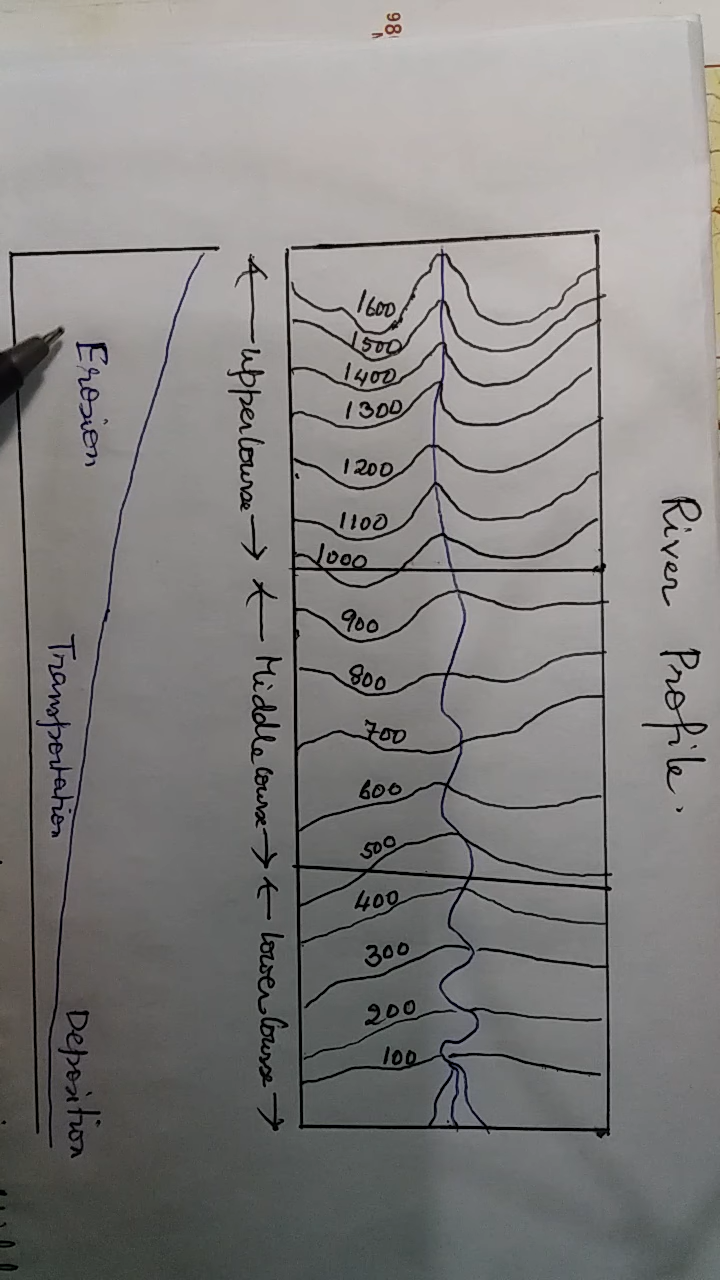 98
River Profile.
1600
1500
1400
1300
1200
1100
1000
900
800
700
600
500
400
300
200
100
Upper Course
Middle Course
Lower Course
Erosion
Transportation
Deposition